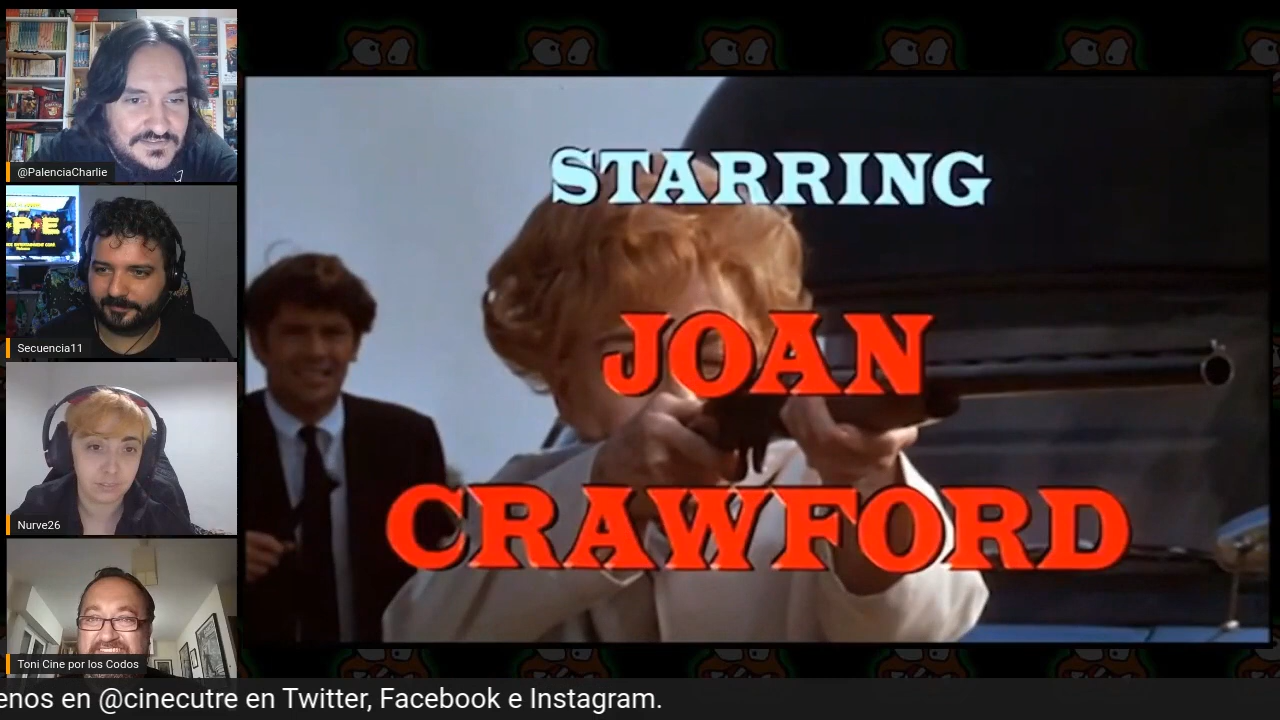 @PalenciaCharlie
P*E
Secuencia11
Nurve26
Toni Cine por los Codos
STARRING
JOAN
CRAWFORD
enos en @cinecutre en Twitter, Facebook e Instagram.